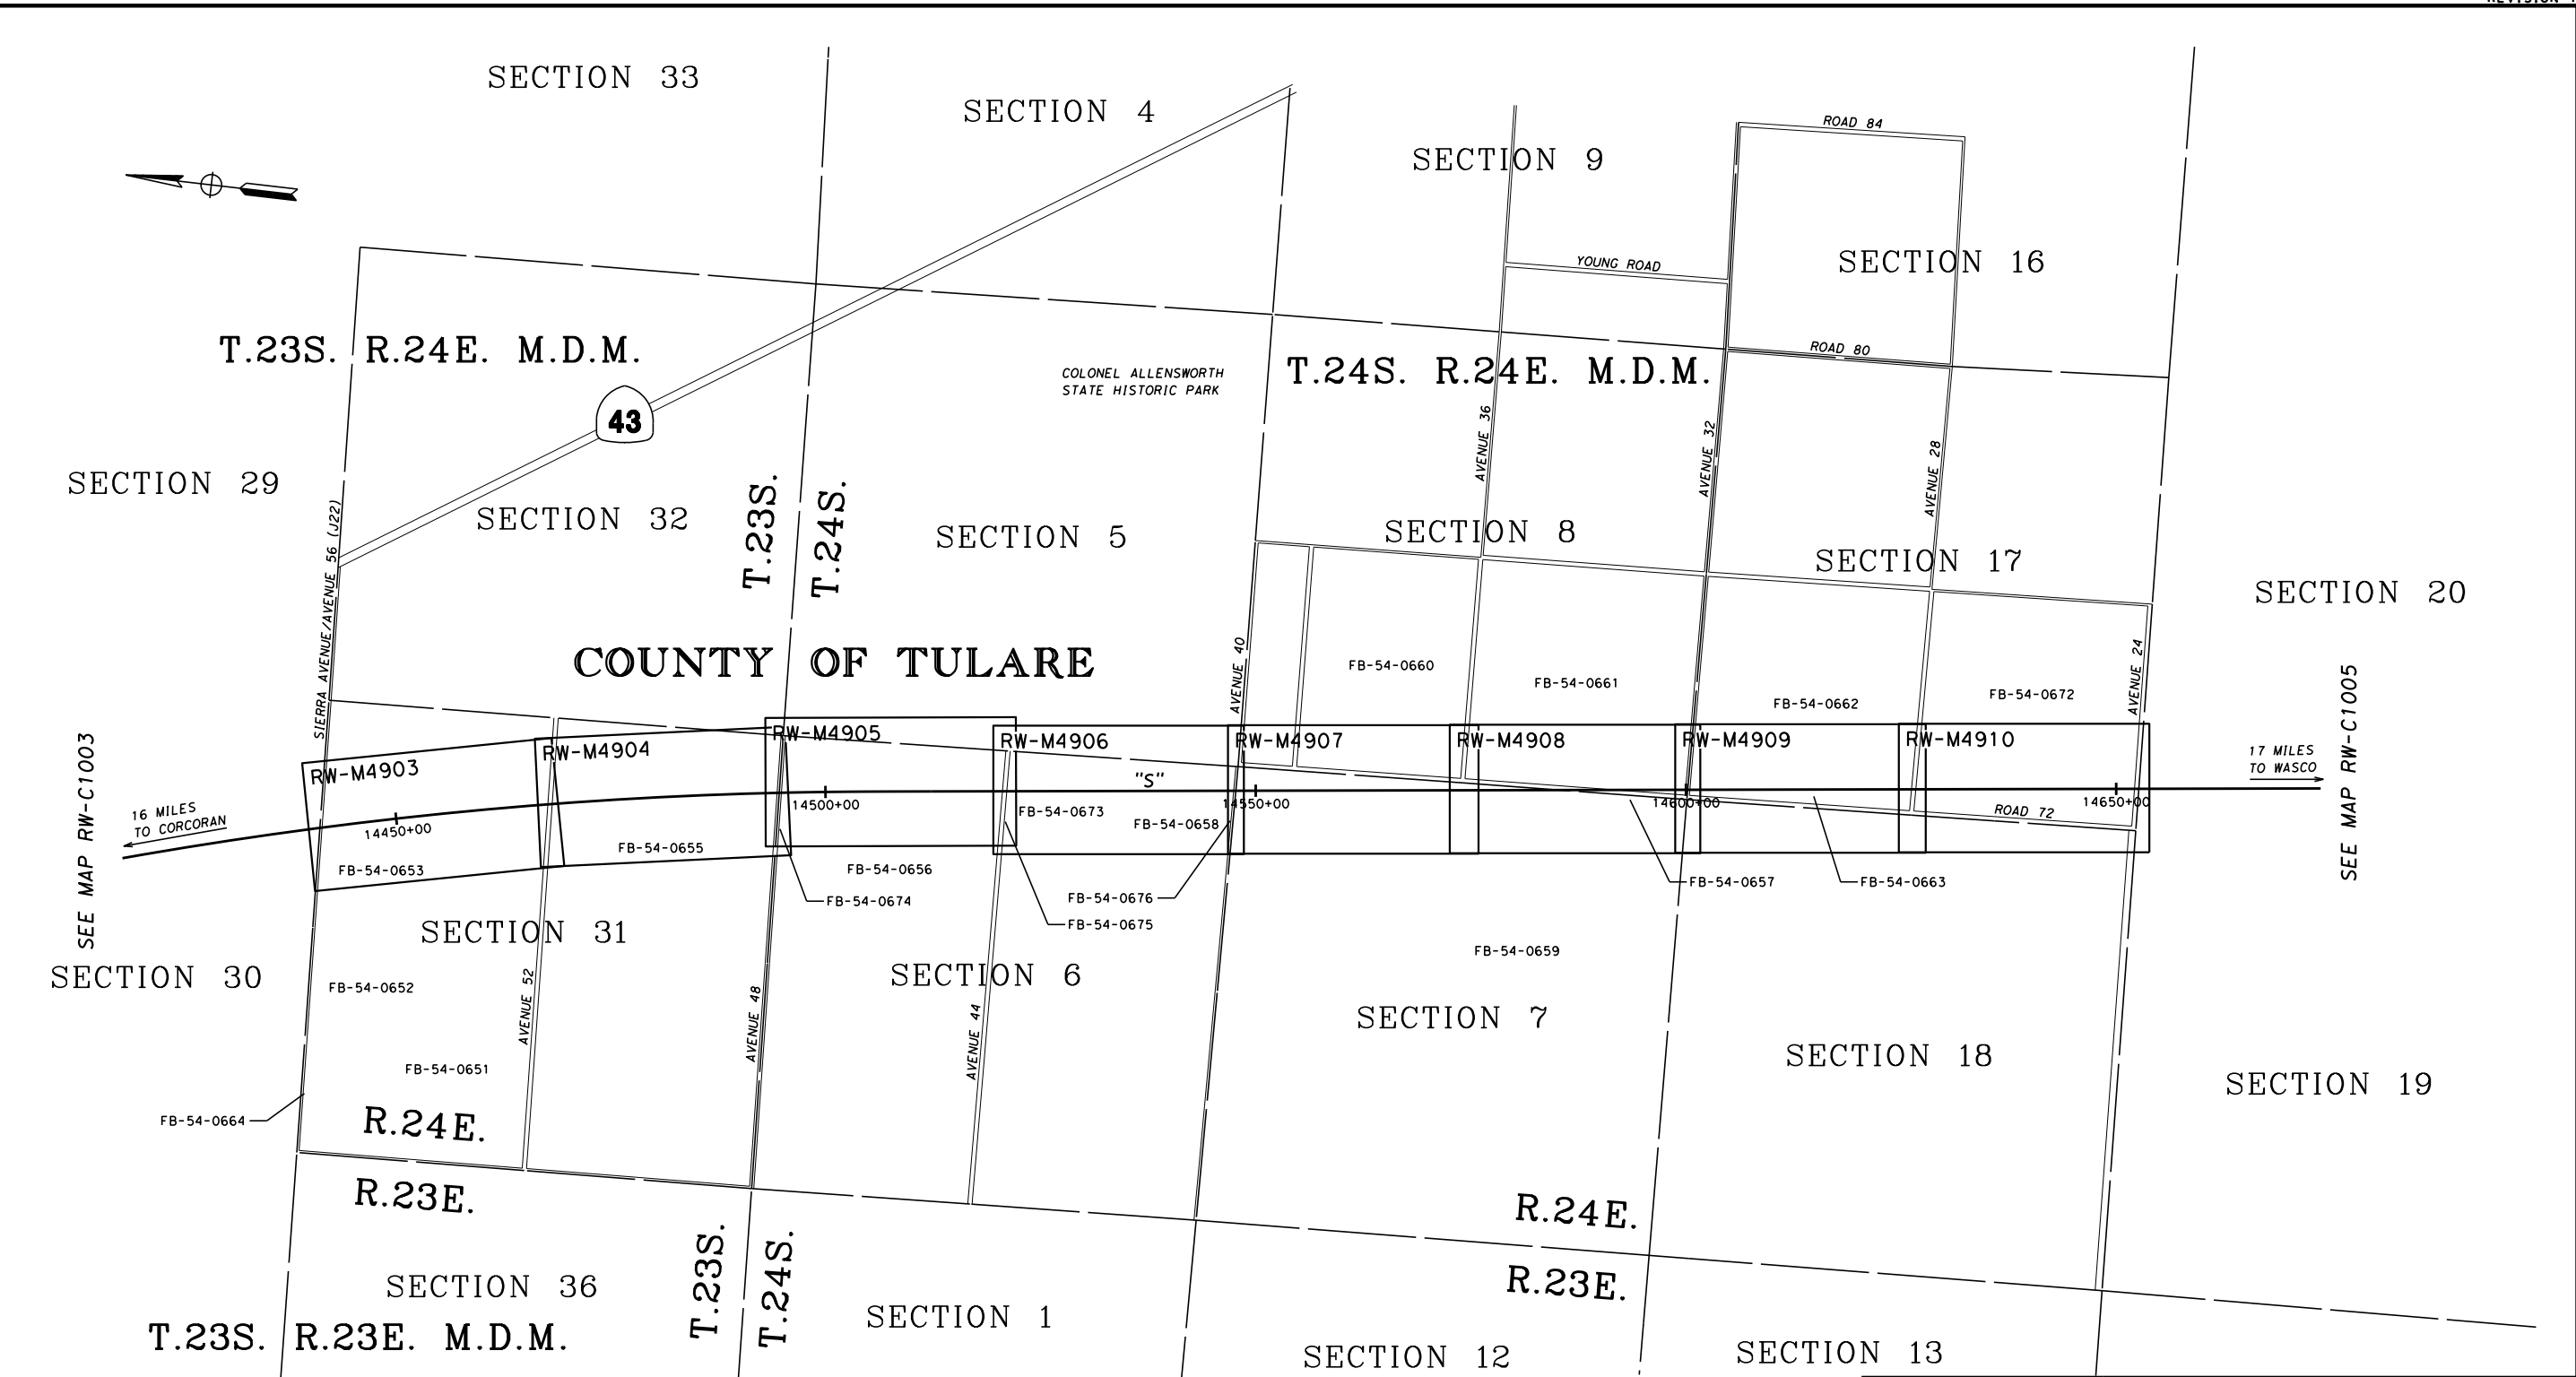 SECTION 33
SECTION 4
ROAD 84
SECTION 9
YOUNG ROAD
SECTION 16
T.23S. R.24E. M.D.M.
ROAD 80
COLONEL ALLENSWORTH
STATE HISTORIC PARK
T.24S. R.24E. M.D.M.
43
AVENUE 36
AVENUE 32
AVENUE 28
SECTION 29
SECTION 32
T.23S.
T.24S.
SECTION 5
SECTION 8
SECTION 17
SECTION 20
SIERRA AVENUE/AVENUE 56 (J22)
COUNTY OF TULARE
AVENUE 40
FB-54-0660
FB-54-0661
FB-54-0662
FB-54-0672
AVENUE 24
SEE MAP RW-C1003
RW-M4903
RW-M4904
RW-M4905
RW-M4906
RW-M4907
RW-M4908
RW-M4909
RW-M4910
17 MILES
TO WASCO
SEE MAP RW-C1005
16 MILES
TO CORCORAN
14450+00
14500+00
"S"
14550+00
14600+00
14650+00
ROAD 72
FB-54-0673
FB-54-0658
FB-54-0653
FB-54-0655
FB-54-0656
FB-54-0674
FB-54-0676
FB-54-0675
FB-54-0657
FB-54-0663
SECTION 31
FB-54-0659
SECTION 30
FB-54-0652
AVENUE 52
AVENUE 48
SECTION 6
AVENUE 44
SECTION 7
SECTION 18
SECTION 19
FB-54-0651
FB-54-0664
R.24E.
R.23E.
R.24E.
R.23E.
T.23S.
T.24S.
SECTION 36
SECTION 1
T.23S. R.23E. M.D.M.
SECTION 12
SECTION 13